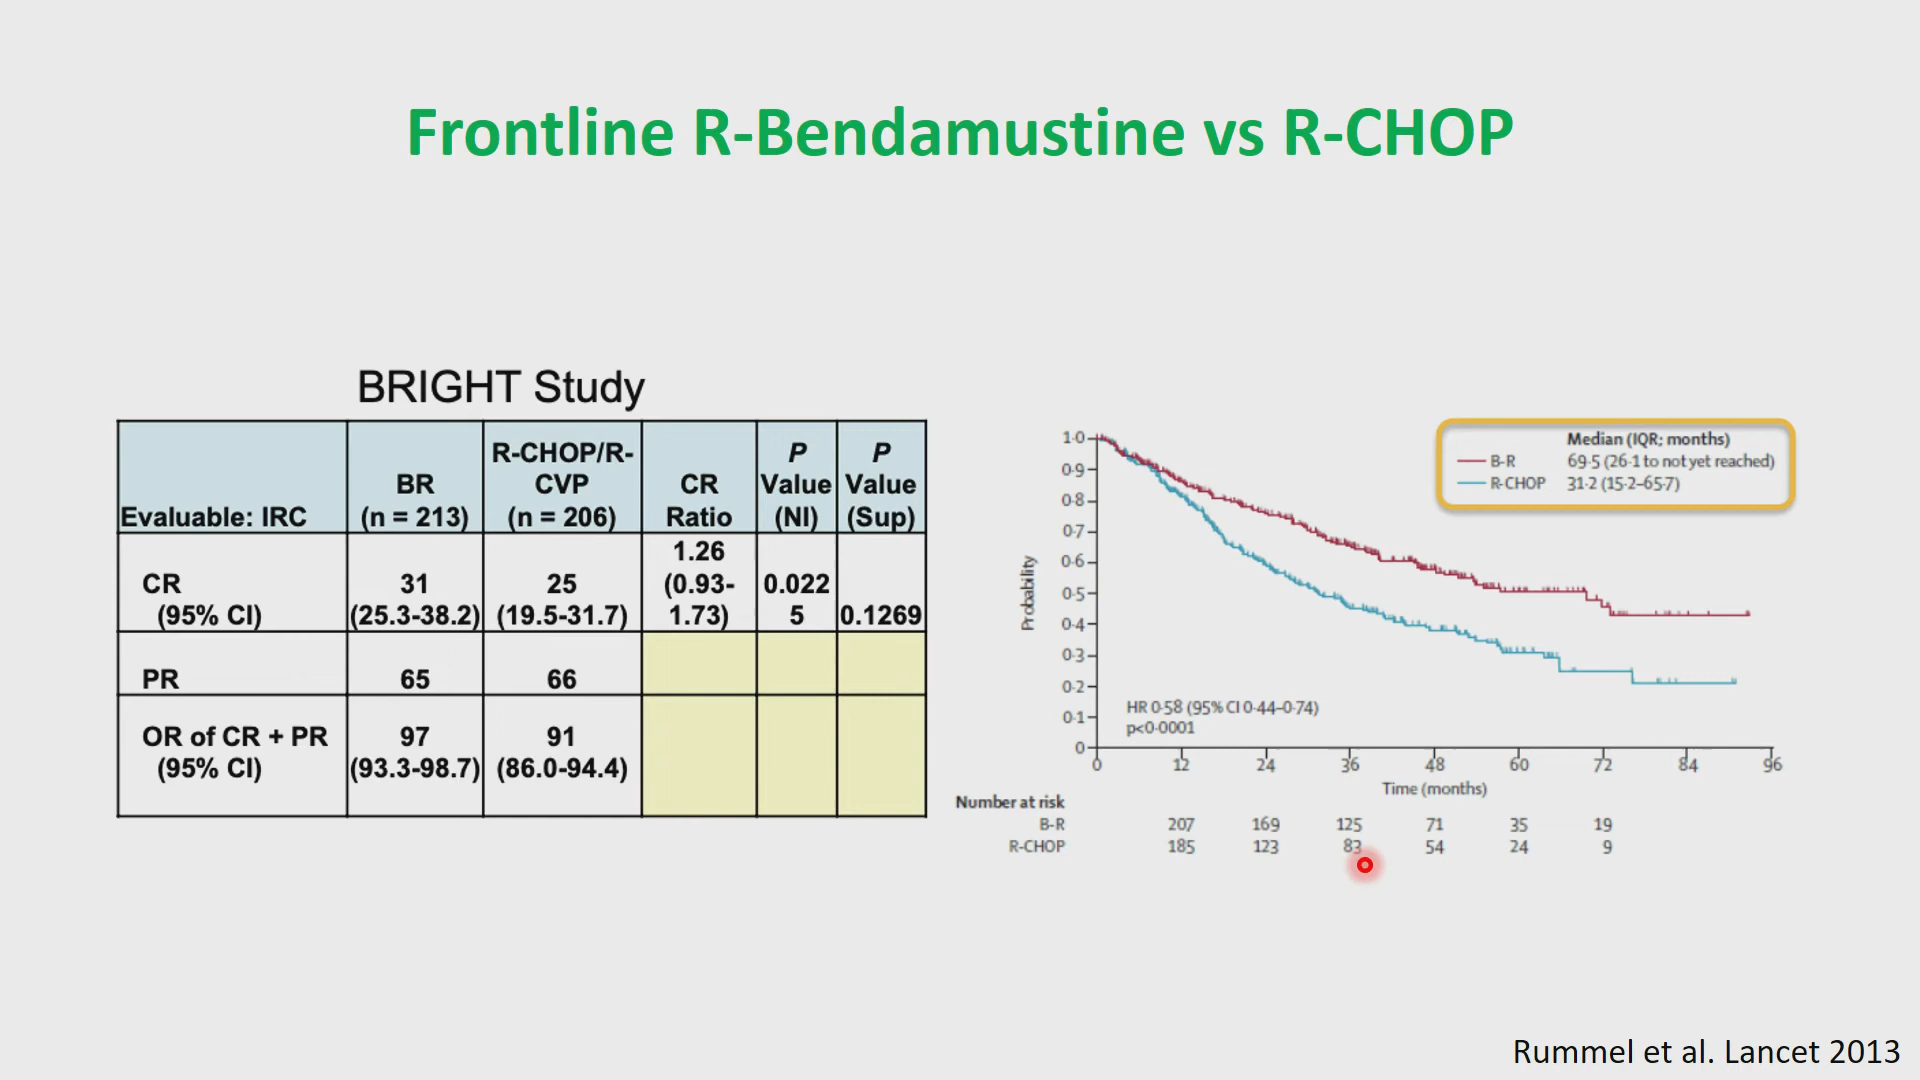 Frontline R-Bendamustine vs R-CHOP
BRIGHT Study
Evaluable: IRC
BR
(n = 213)
R-CHOP/R-
CVP
(n = 206)
CR
Ratio
P
Value
(NI)
P
Value
(Sup)
CR
(95% CI)
31
(25.3-38.2)
25
(19.5-31.7)
1.26
(0.93-
1.73)
0.022
5
0.1269
PR
65
66
OR of CR + PR
(95% CI)
97
(93.3-98.7)
91
(86.0-94.4)
Median (IQR; months)
B-R 69·5 (26·1 to not yet reached)
R-CHOP 31·2 (15·2–65·7)
Probability
1·0
0·9
0·8
0·7
0·6
0·5
0·4
0·3
0·2
0·1
0
HR 0·58 (95% CI 0·44–0·74)
p<0·0001
0 12 24 36 48 60 72 84 96
Time (months)
Number at risk
B-R 207 169 125 71 35 19
R-CHOP 185 123 83 54 24 9
Rummel et al. Lancet 2013